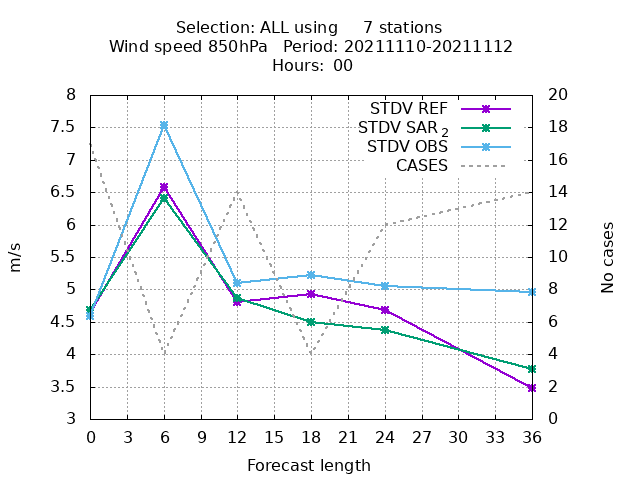 Selection: ALL using 7 stations
Wind speed 850hPa Period: 20211110-20211112
Hours: 00
8
7.5
7
6.5
6
5.5
5
4.5
4
3.5
3
m/s
STDV REF
STDV SAR 2
STDV OBS
CASES
20
18
16
14
12
10
8
6
4
2
0
No cases
0 3 6 9 12 15 18 21 24 27 30 33 36
Forecast length